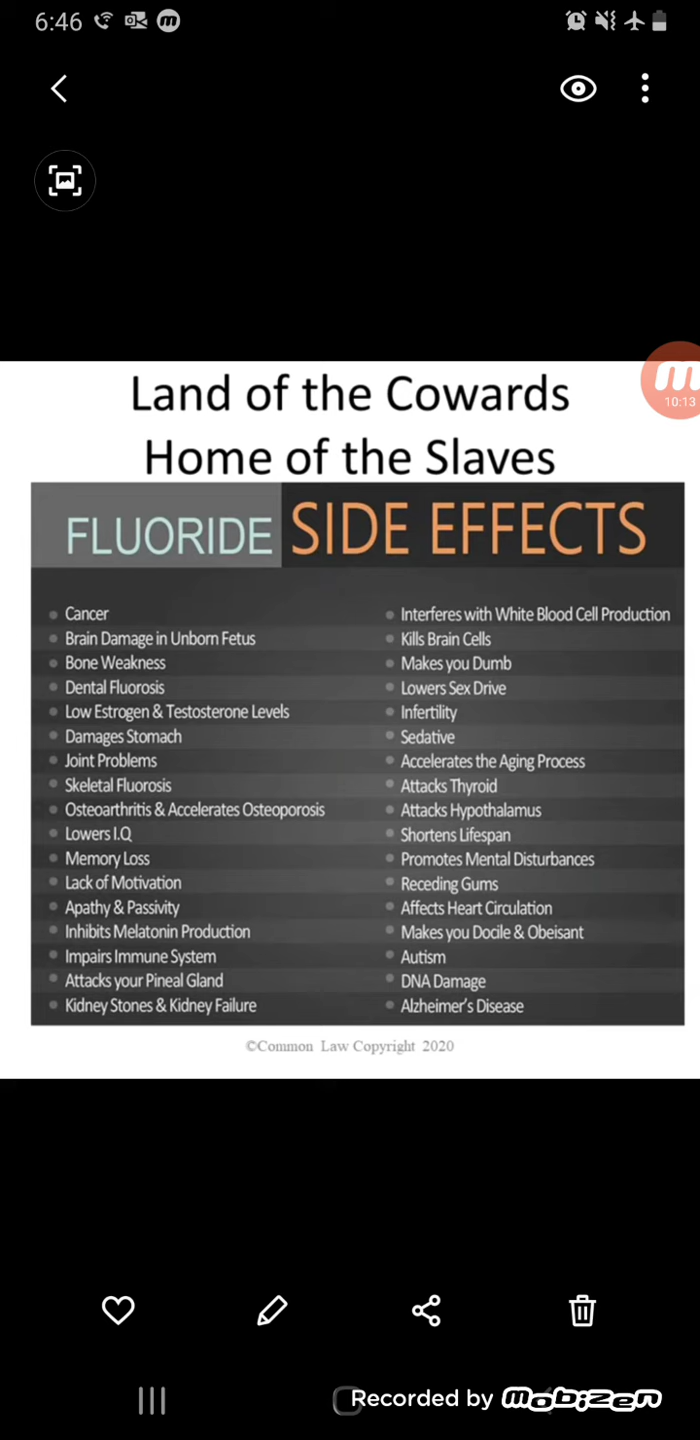 6:46
10:13
Land of the Cowards
Home of the Slaves
FLUORIDE SIDE EFFECTS
Cancer
Brain Damage in Unborn Fetus
Bone Weakness
Dental Fluorosis
Low Estrogen & Testosterone Levels
Damages Stomach
Joint Problems
Skeletal Fluorosis
Osteoarthritis & Accelerates Osteoporosis
Lowers I.Q
Memory Loss
Lack of Motivation
Apathy & Passivity
Inhibits Melatonin Production
Impairs Immune System
Attacks your Pineal Gland
Kidney Stones & Kidney Failure
Interferes with White Blood Cell Production
Kills Brain Cells
Makes you Dumb
Lowers Sex Drive
Infertility
Sedative
Accelerates the Aging Process
Attacks Thyroid
Attacks Hypothalamus
Shortens Lifespan
Promotes Mental Disturbances
Receding Gums
Affects Heart Circulation
Makes you Docile & Obeisant
Autism
DNA Damage
Alzheimer's Disease
©Common Law Copyright 2020
Recorded by mobizen